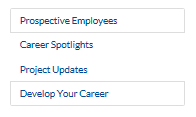 Prospective Employees
Career Spotlights
Project Updates
Develop Your Career